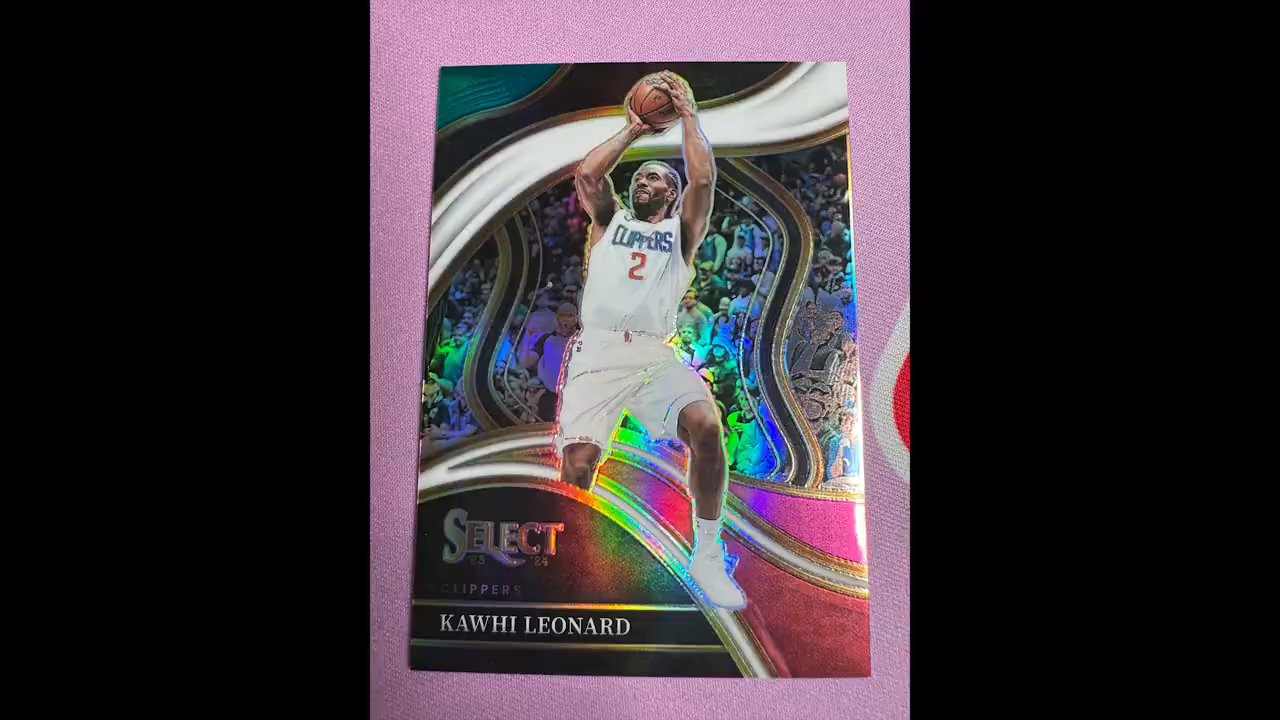 CLIPPERS
2
SELECT
'23 '24
CLIPPERS
KAWHI LEONARD